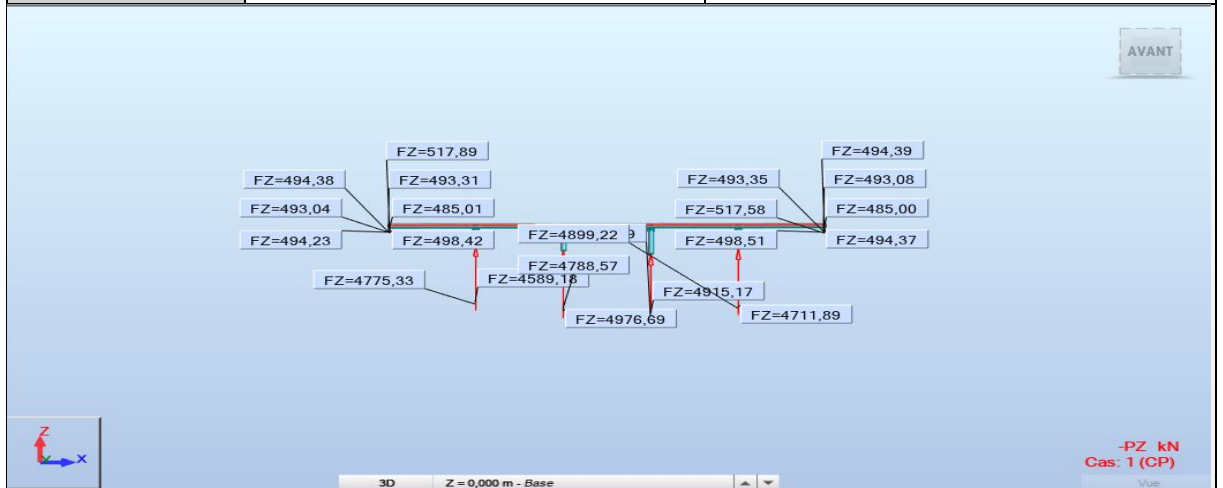 AVANT
FZ=517,89
FZ=494,39
FZ=494,38
FZ=493,31
FZ=493,35
FZ=493,08
FZ=493,04
FZ=485,01
FZ=517,58
FZ=485,00
FZ=494,23
FZ=498,42
FZ=4899,22
9
FZ=498,51
FZ=494,37
FZ=4788,57
FZ=4775,33
FZ=4589,18
FZ=4915,17
FZ=4976,69
FZ=4711,89
Z
X
-PZ kN
Cas: 1 (CP)
3D Z = 0,000 m - Base
Vue